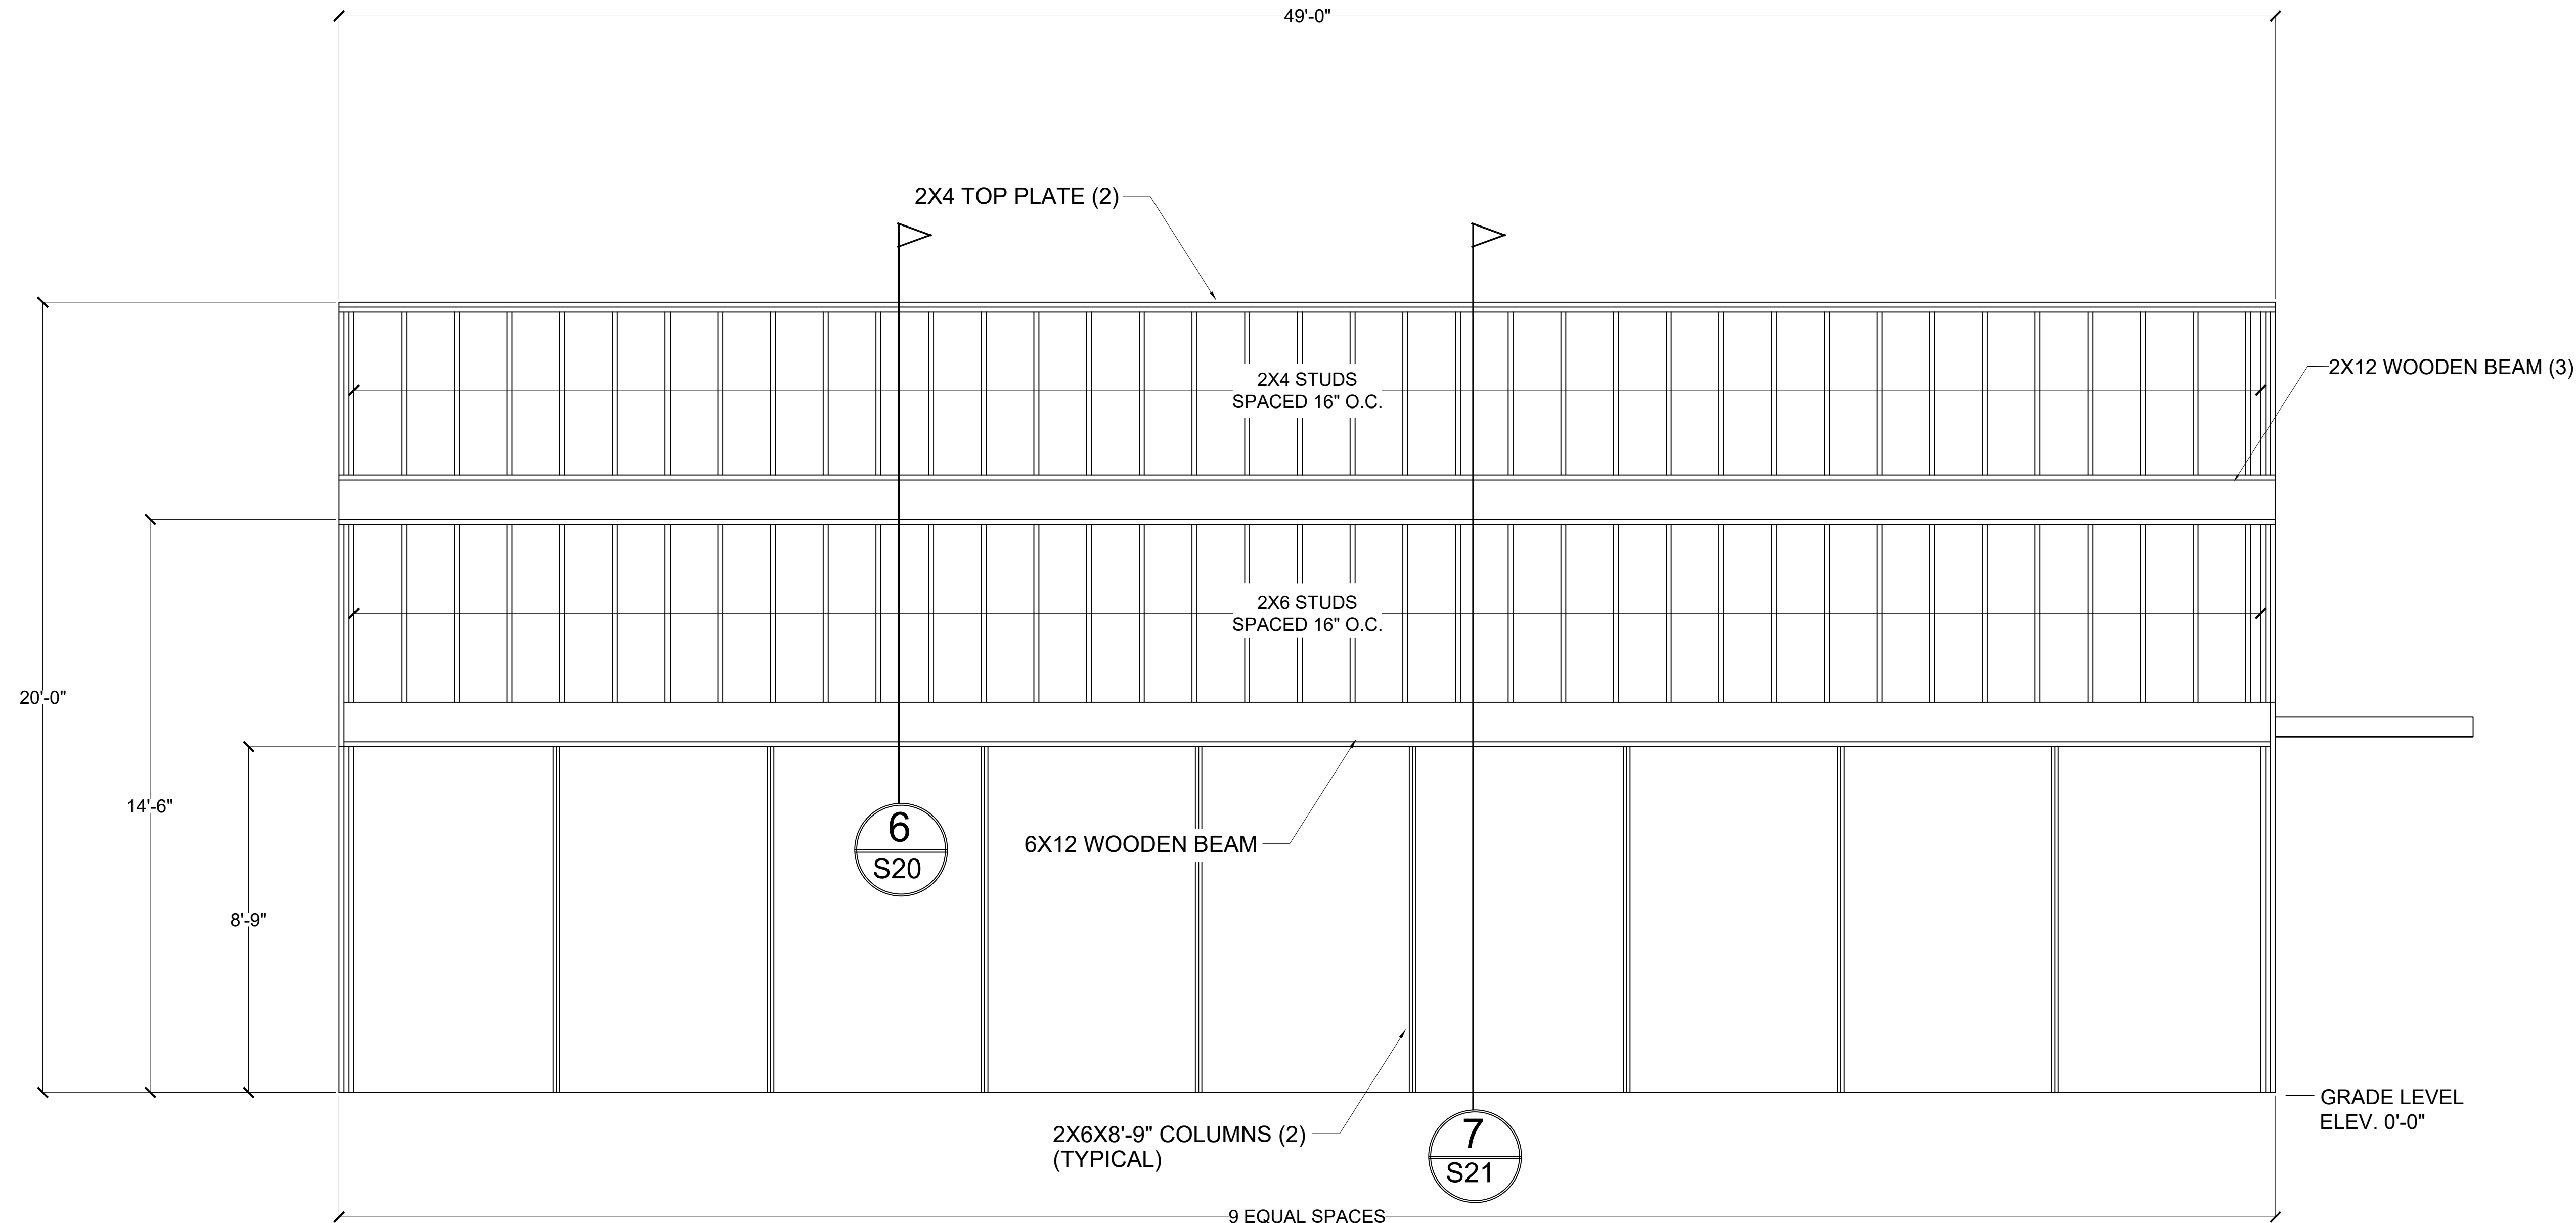 49'-0"
2X4 TOP PLATE (2)
2X12 WOODEN BEAM (3)
2X4 STUDS
SPACED 16" O.C.
2X6 STUDS
SPACED 16" O.C.
20'-0"
14'-6"
8'-9"
6
S20
6X12 WOODEN BEAM
2X6X8'-9" COLUMNS (2)
(TYPICAL)
7
S21
GRADE LEVEL
ELEV. 0'-0"
9 EQUAL SPACES